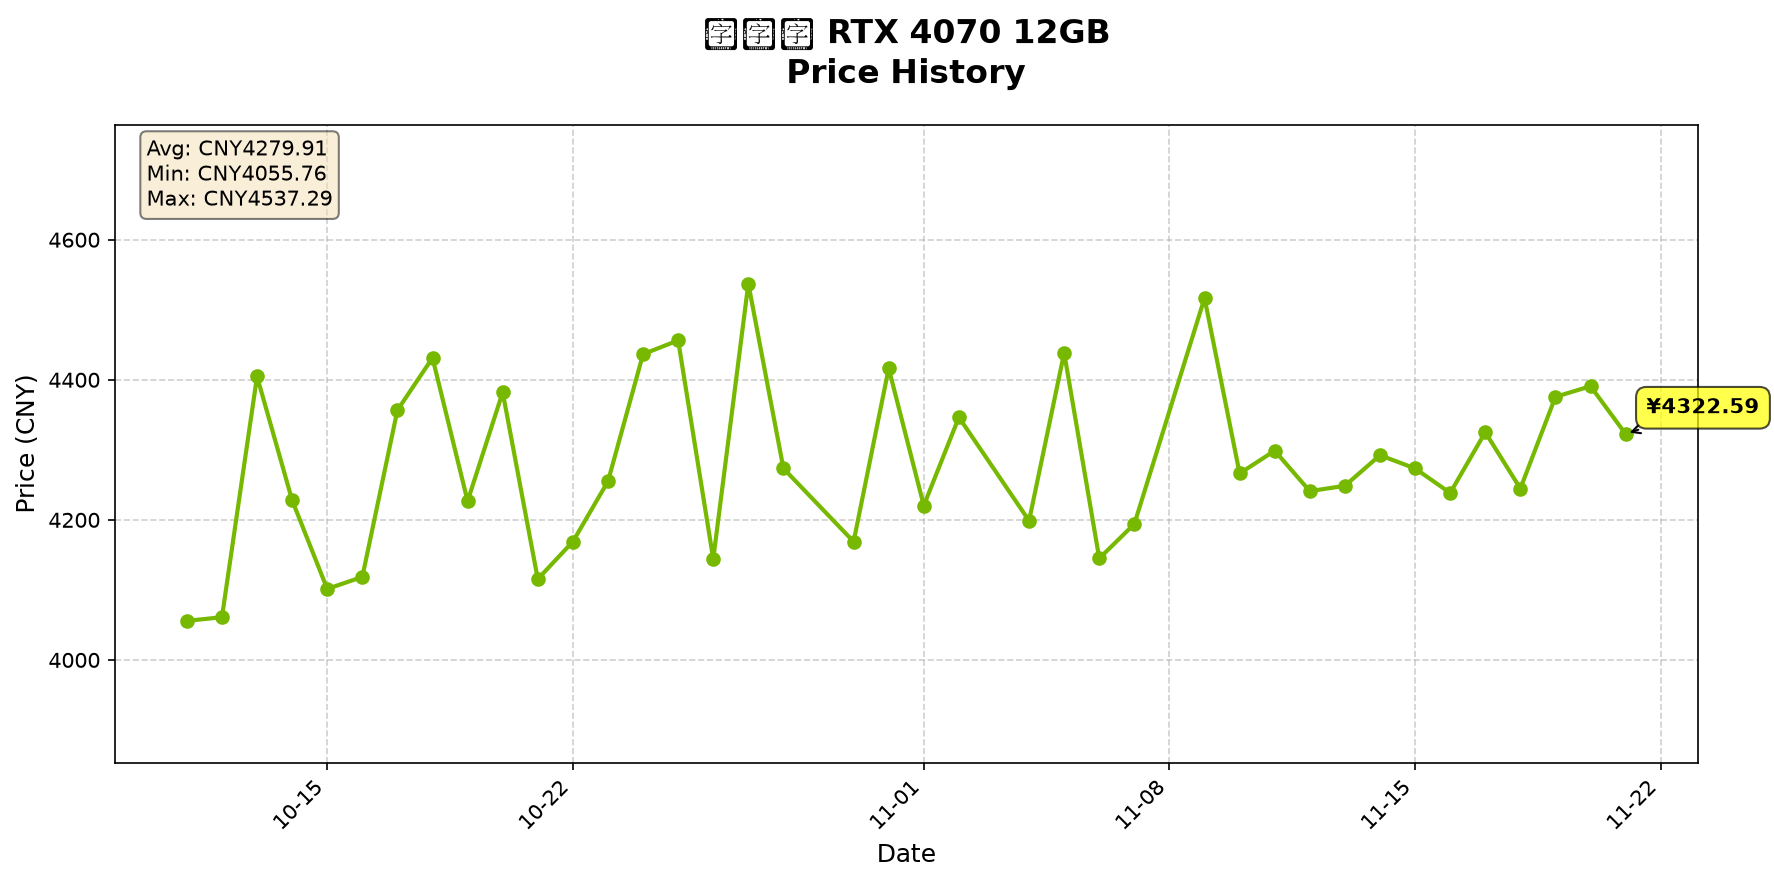 RTX 4070 12GB
Price History
Avg: CNY4279.91
Min: CNY4055.76
Max: CNY4537.29
Price (CNY)
4600
4400
4200
4000
¥4322.59
10-15
10-22
11-01
11-08
11-15
11-22
Date